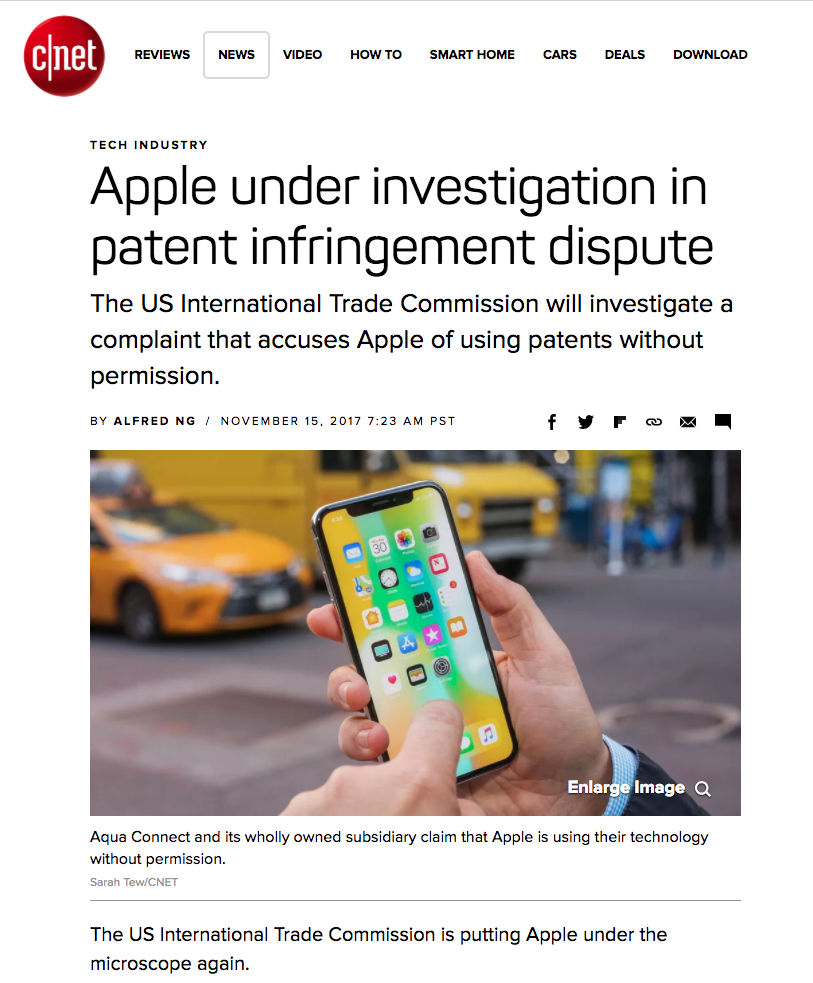 c|net
REVIEWS NEWS VIDEO HOW TO SMART HOME CARS DEALS DOWNLOAD
TECH INDUSTRY
Apple under investigation in
patent infringement dispute
The US International Trade Commission will investigate a
complaint that accuses Apple of using patents without
permission.
BY ALFRED NG / NOVEMBER 15, 2017 7:23 AM PST
30
Enlarge Image
Aqua Connect and its wholly owned subsidiary claim that Apple is using their technology
without permission.
Sarah Tew/CNET
The US International Trade Commission is putting Apple under the
microscope again.